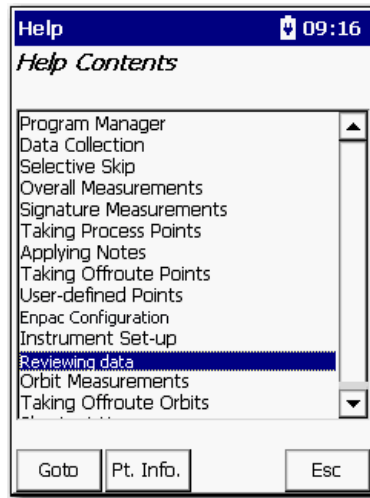 Help 09:16
Help Contents
Program Manager
Data Collection
Selective Skip
Overall Measurements
Signature Measurements
Taking Process Points
Applying Notes
Taking Offroute Points
User-defined Points
Enpac Configuration
Instrument Set-up
Reviewing data
Orbit Measurements
Taking Offroute Orbits
Goto Pt. Info. Esc